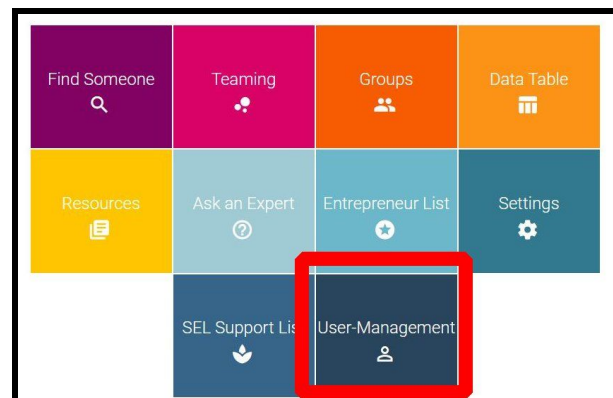 Find Someone
Teaming
Groups
Data Table
Resources
Ask an Expert
Entrepreneur List
Settings
SEL Support Lis
User-Management